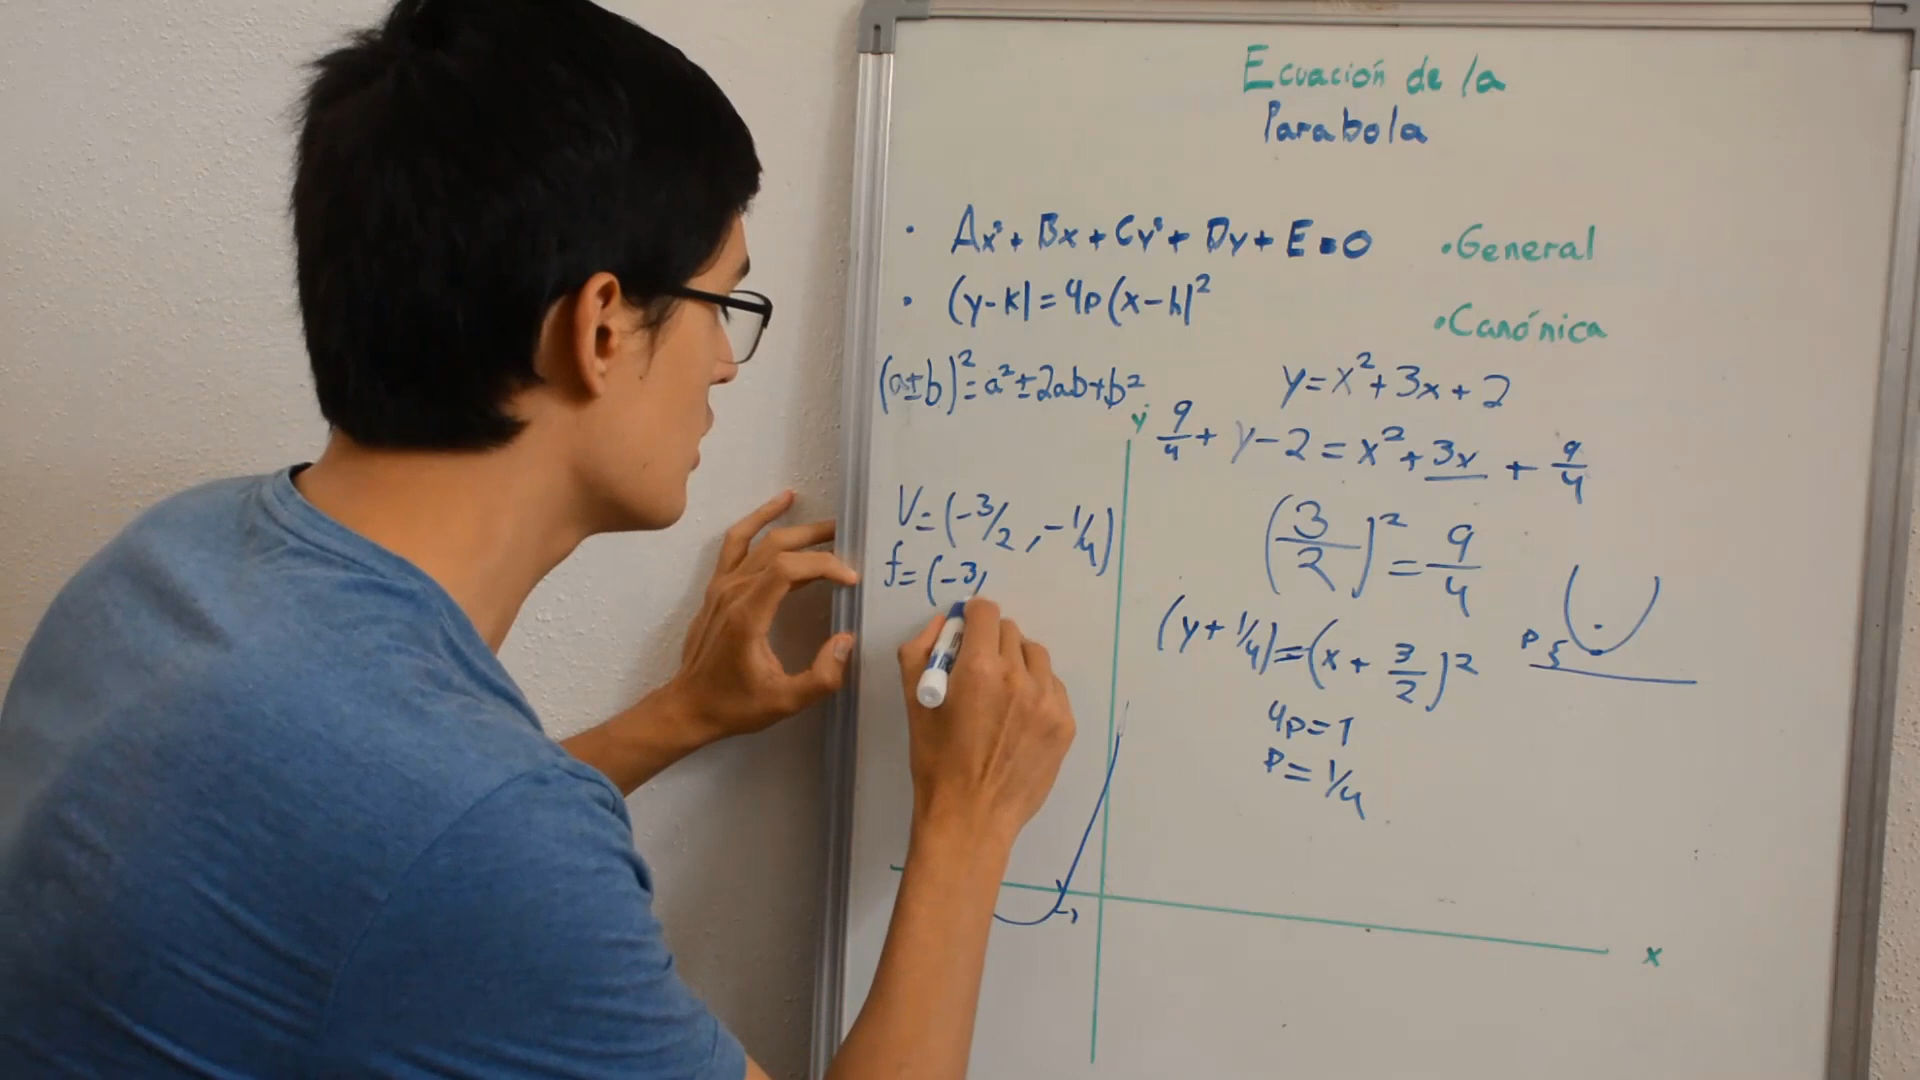 Ecuación de la
Parabola
• Ax² + Bx + Cy² + Dy + E = 0
• General
• (y-k) = 4p(x-h)²
• Canónica
(a±b)² = a² ± 2ab + b²
y = x² + 3x + 2
y
9/4 + y - 2 = x² + 3x + 9/4
V = (-3/2, -1/4)
(3/2)² = 9/4
f = (-3/
(y + 1/4) = (x + 3/2)²
P
4p = 1
P = 1/4
-1
x